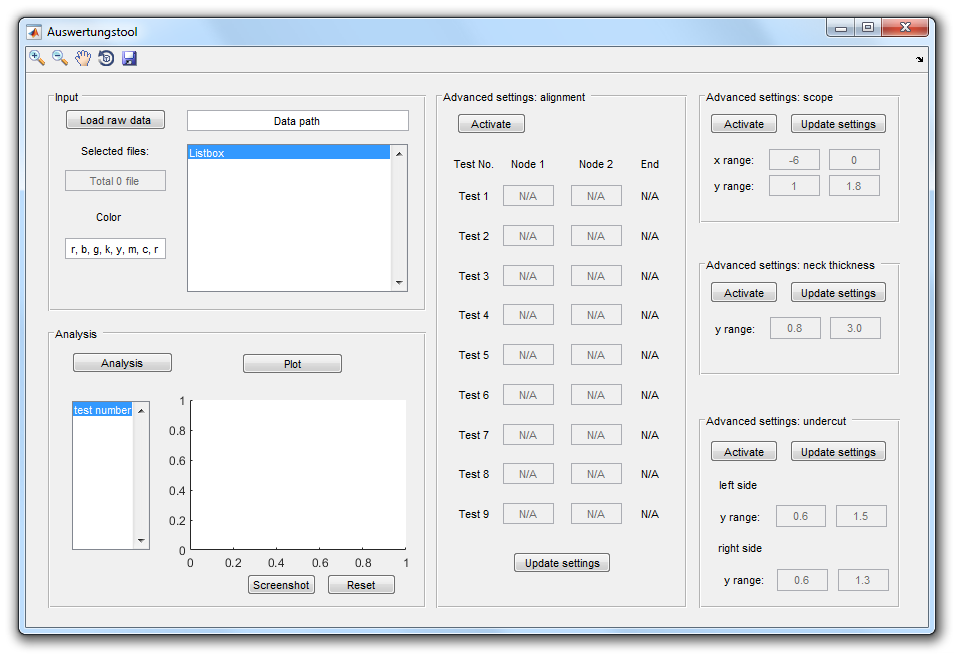 Auswertungstool
Input
Load raw data
Data path
Selected files:
Listbox
Total 0 file
Color
r, b, g, k, y, m, c, r
Analysis
Analysis
Plot
test number
1
0.8
0.6
0.4
0.2
0
0 0.2 0.4 0.6 0.8 1
Screenshot Reset
Advanced settings: alignment
Activate
Test No. Node 1 Node 2 End
Test 1 N/A N/A N/A
Test 2 N/A N/A N/A
Test 3 N/A N/A N/A
Test 4 N/A N/A N/A
Test 5 N/A N/A N/A
Test 6 N/A N/A N/A
Test 7 N/A N/A N/A
Test 8 N/A N/A N/A
Test 9 N/A N/A N/A
Update settings
Advanced settings: scope
Activate Update settings
x range: -6 0
y range: 1 1.8
Advanced settings: neck thickness
Activate Update settings
y range: 0.8 3.0
Advanced settings: undercut
Activate Update settings
left side
y range: 0.6 1.5
right side
y range: 0.6 1.3